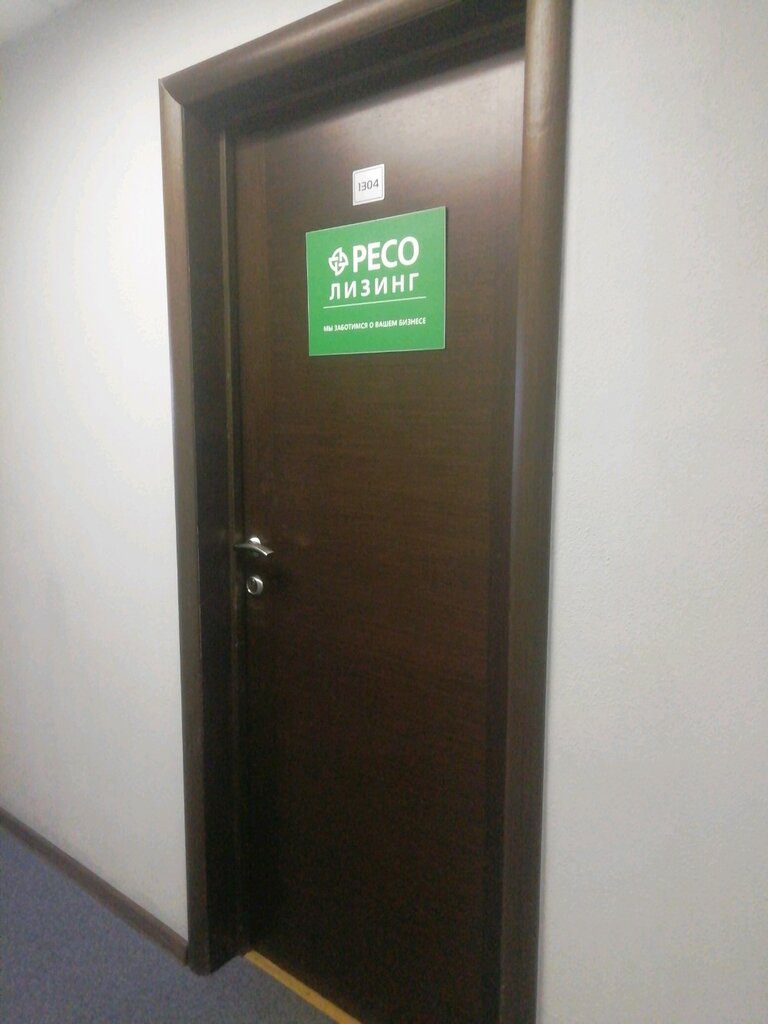 1304
РЕСО
ЛИЗИНГ
МЫ ЗАБОТИМСЯ О ВАШЕМ БИЗНЕСЕ